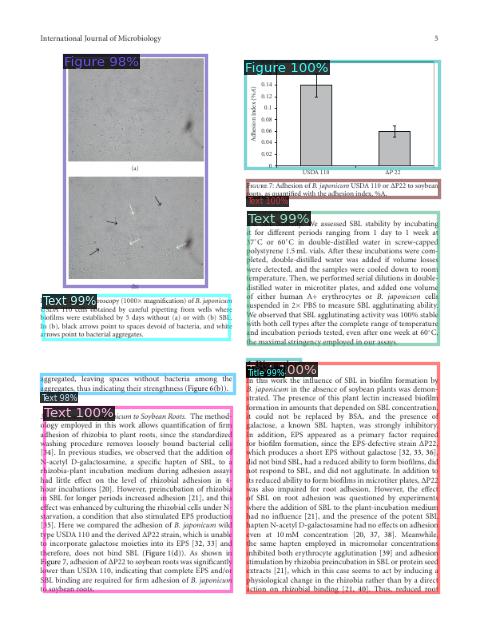 International Journal of Microbiology
5
Figure 98%
(a)
Text 99%
roscopy (1000× magnification) of B. japonicum
USDA 110 cells obtained by careful pipetting from wells where
biofilms were established by 5 days without (a) or with (b) SBL.
In (b), black arrows point to spaces devoid of bacteria, and white
arrows point to bacterial aggregates.
aggregated, leaving spaces without bacteria among the
aggregates, thus indicating their strengthness (Figure 6(b)).
Text 98%
Text 100%
icum to Soybean Roots. The method-
ology employed in this work allows quantification of firm
adhesion of rhizobia to plant roots, since the standardized
washing procedure removes loosely bound bacterial cells
[34]. In previous studies, we observed that the addition of
N-acetyl D-galactosamine, a specific hapten of SBL, to a
rhizobia-plant incubation medium during adhesion assays
had little effect on the level of rhizobial adhesion in 4-
hour incubations [20]. However, preincubation of rhizobia
in SBL for longer periods increased adhesion [21], and this
effect was enhanced by culturing the rhizobial cells under N-
starvation, a condition that also stimulated EPS production
[35]. Here we compared the adhesion of B. japonicum wild
type USDA 110 and the derived ΔP22 strain, which is unable
to incorporate galactose moieties into its EPS [32, 33] and
therefore, does not bind SBL (Figure 1(d)). As shown in
Figure 7, adhesion of ΔP22 to soybean roots was significantly
lower than USDA 110, indicating that complete EPS and/or
SBL binding are required for firm adhesion of B. japonicum
to soybean roots.
Figure 100%
Adhesion index (%A)
0.14
0.12
0.1
0.08
0.06
0.04
0.02
0
USDA 110
ΔP 22
Figure 7: Adhesion of B. japonicum USDA 110 or ΔP22 to soybean
roots, as quantified with the adhesion index, %A.
Text 100%
Text 99%
We assessed SBL stability by incubating
it for different periods ranging from 1 day to 1 week at
37°C or 60°C in double-distilled water in screw-capped
polystyrene 1.5 mL vials. After these incubations were com-
pleted, double-distilled water was added if volume losses
were detected, and the samples were cooled down to room
temperature. Then, we performed serial dilutions in double-
distilled water in microtiter plates, and added one volume
of either human A+ erythrocytes or B. japonicum cells
suspended in 2× PBS to measure SBL agglutinating ability.
We observed that SBL agglutinating activity was 100% stable
with both cell types after the complete range of temperature
and incubation periods tested, even after one week at 60°C,
the maximal stringency employed in our assays.
Title 99%
00%
In this work the influence of SBL in biofilm formation by
B. japonicum in the absence of soybean plants was demon-
strated. The presence of this plant lectin increased biofilm
formation in amounts that depended on SBL concentration,
it could not be replaced by BSA, and the presence of
galactose, a known SBL hapten, was strongly inhibitory.
In addition, EPS appeared as a primary factor required
for biofilm formation, since the EPS-defective strain ΔP22,
which produces a short EPS without galactose [32, 33, 36],
did not bind SBL, had a reduced ability to form biofilms, did
not respond to SBL, and did not agglutinate. In addition to
its reduced ability to form biofilms in microtiter plates, ΔP22
was also impaired for root adhesion. However, the effect
of SBL on root adhesion was questioned by experiments
where the addition of SBL to the plant-incubation medium
had no influence [21], and the presence of the potent SBL
hapten N-acetyl D-galactosamine had no effects on adhesion
even at 10 mM concentration [20, 37, 38]. Meanwhile,
the same hapten employed in micromolar concentrations
inhibited both erythrocyte agglutination [39] and adhesion
stimulation by rhizobia preincubation in SBL or protein seed
extracts [21], which in this case seems to act by inducing a
physiological change in the rhizobia rather than by a direct
action on rhizobial binding [21, 40]. Thus, reduced root